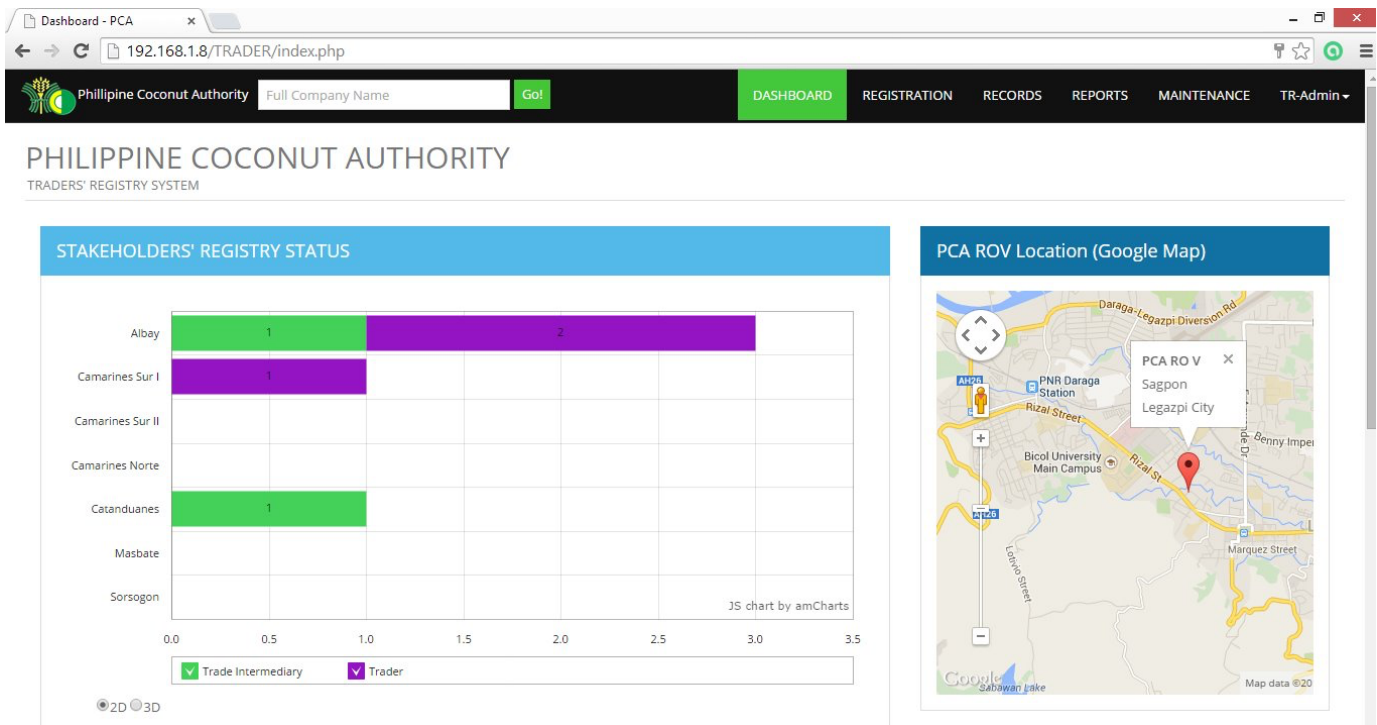 Dashboard - PCA
192.168.1.8/TRADER/index.php
Phillipine Coconut Authority Full Company Name Go! DASHBOARD REGISTRATION RECORDS REPORTS MAINTENANCE TR-Admin
PHILIPPINE COCONUT AUTHORITY
TRADERS' REGISTRY SYSTEM
STAKEHOLDERS' REGISTRY STATUS
Albay 1 2
Camarines Sur I 1
Camarines Sur II
Camarines Norte
Catanduanes 1
Masbate
Sorsogon
JS chart by amCharts
0.0 0.5 1.0 1.5 2.0 2.5 3.0 3.5
Trade Intermediary Trader
2D 3D
PCA ROV Location (Google Map)
Daraga-Legazpi Diversion Rd
PCA RO V
Sagpon
Legazpi City
AH26
PNR Daraga
Station
Rizal Street
Benny Imper
Bicol University
Main Campus
Rizal St
AH26
Marquez Street
Lotivio Street
Google
Sabawan Lake
Map data ©20